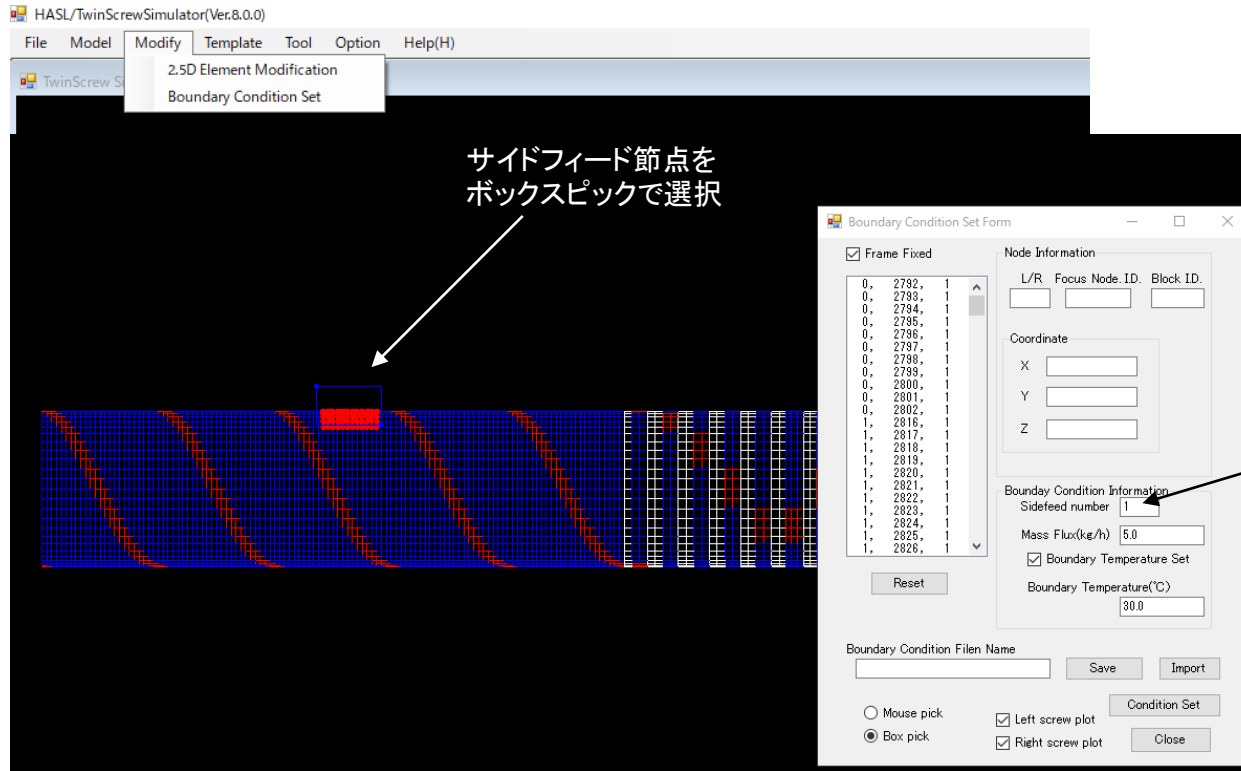 HASL/TwinScrewSimulator(Ver.8.0.0)
File Model Modify Template Tool Option Help(H)
2.5D Element Modification
Boundary Condition Set
TwinScrew Si
サイドフィード節点を
ボックスピックで選択
Boundary Condition Set Form
Frame Fixed
0, 2792, 1
0, 2793, 1
0, 2794, 1
0, 2795, 1
0, 2796, 1
0, 2797, 1
0, 2798, 1
0, 2799, 1
0, 2800, 1
0, 2801, 1
0, 2802, 1
1, 2816, 1
1, 2817, 1
1, 2818, 1
1, 2819, 1
1, 2820, 1
1, 2821, 1
1, 2822, 1
1, 2823, 1
1, 2824, 1
1, 2825, 1
1, 2826, 1
Reset
Node Information
L/R Focus Node. I.D. Block I.D.
Coordinate
X
Y
Z
Bounday Condition Information
Sidefeed number 1
Mass Flux(kg/h) 5.0
Boundary Temperature Set
Boundary Temperature(℃)
30.0
Boundary Condition Filen Name
Save Import
Condition Set
Mouse pick
Box pick
Left screw plot
Right screw plot
Close